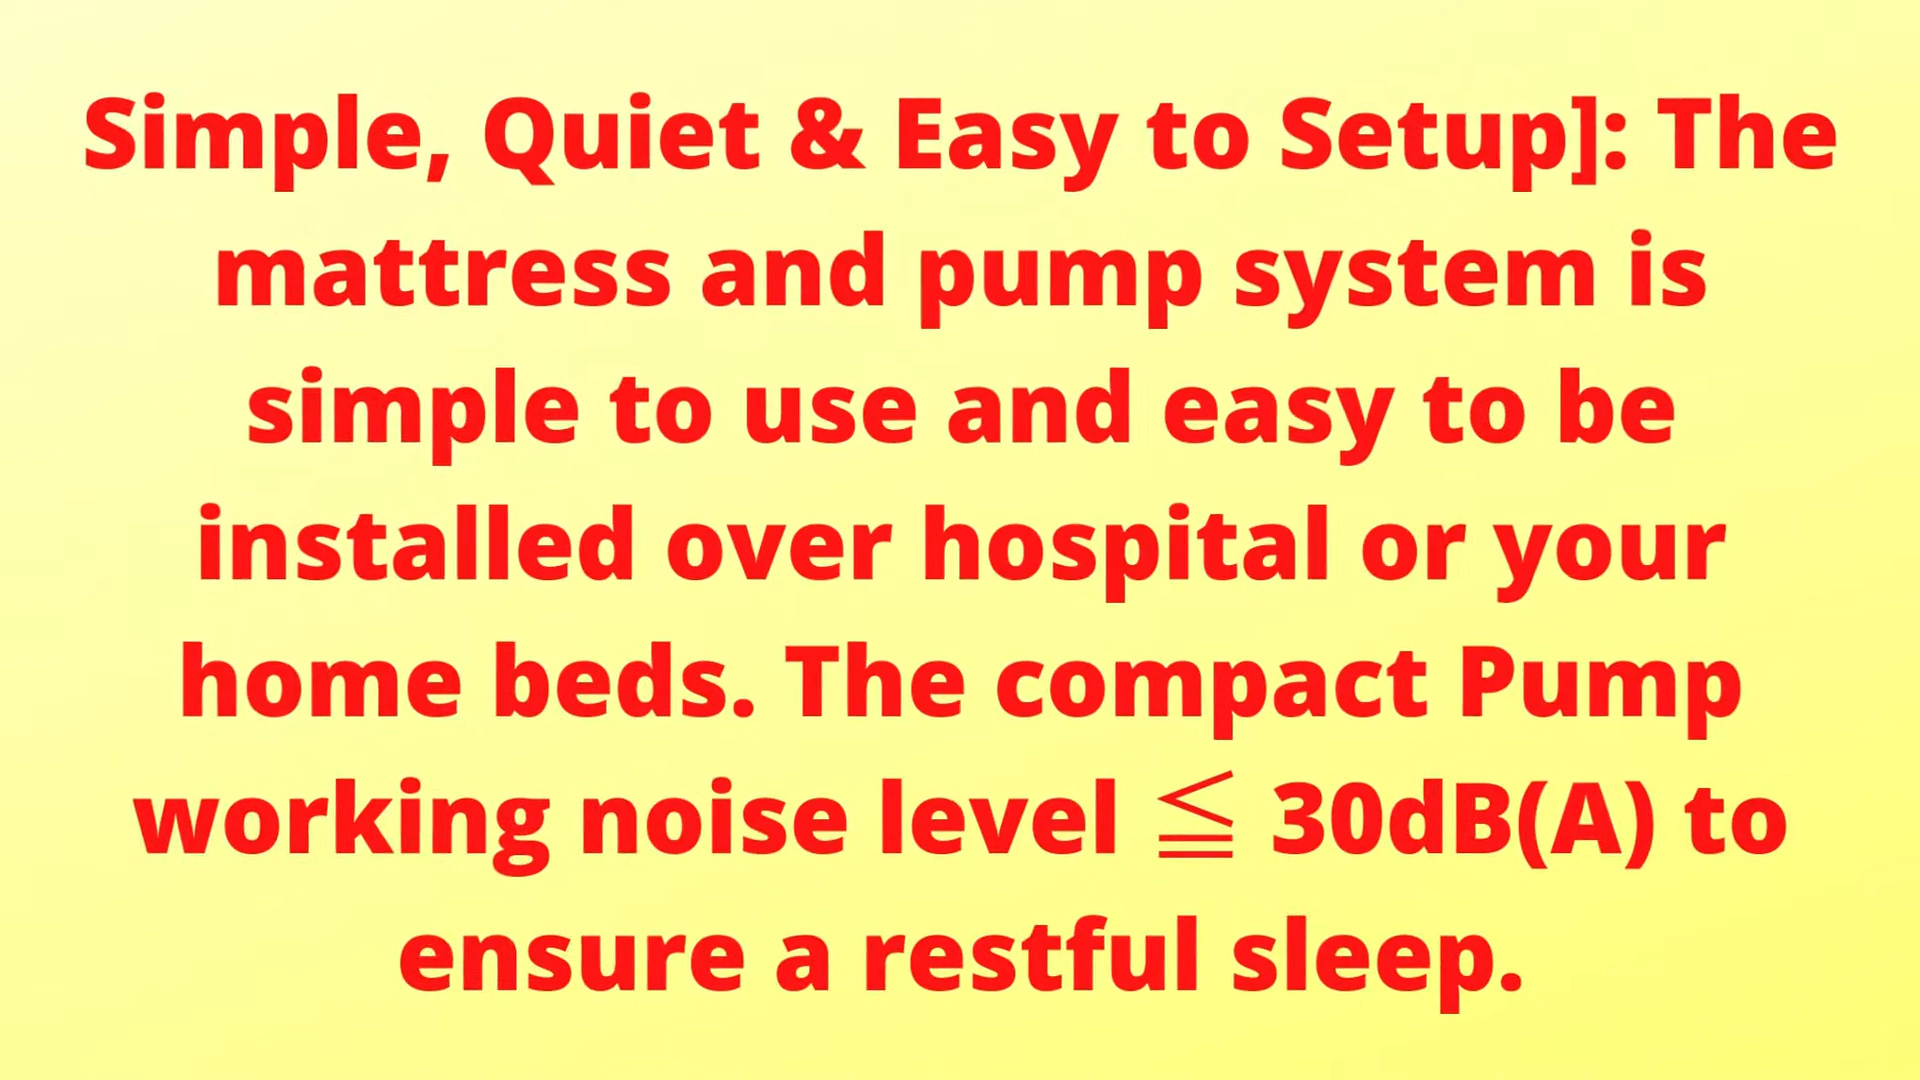 Simple, Quiet & Easy to Setup]: The
mattress and pump system is
simple to use and easy to be
installed over hospital or your
home beds. The compact Pump
working noise level ≦ 30dB(A) to
ensure a restful sleep.